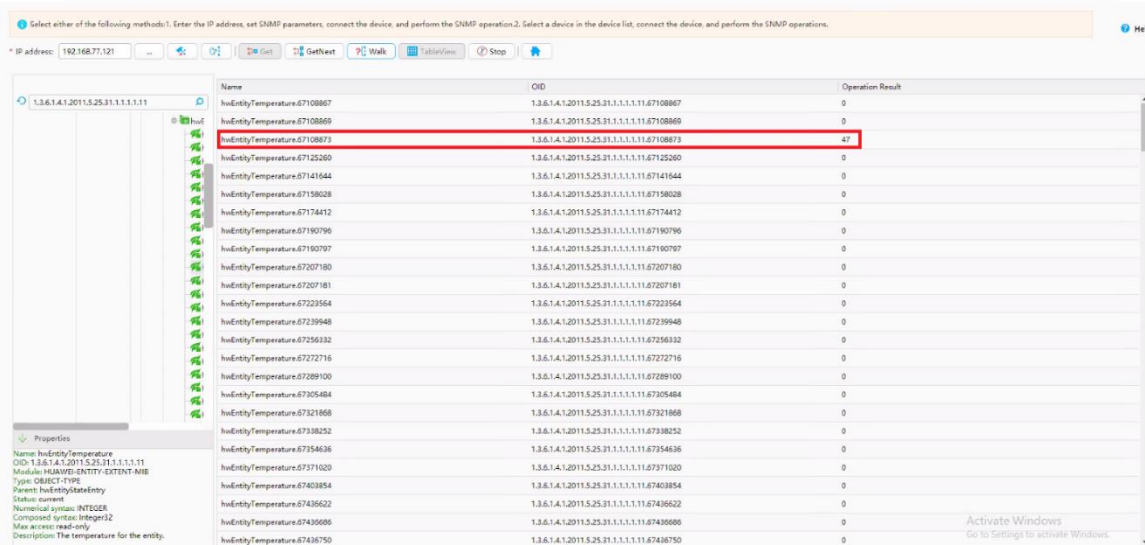 Select either of the following methods:1. Enter the IP address, set SNMP parameters, connect the device, and perform the SNMP operation.2. Select a device in the device list, connect the device, and perform the SNMP operations.
He
* IP address: 192.168.77.121 ... Get GetNext Walk TableView Stop
1.3.6.1.4.1.2011.5.25.31.1.1.1.1.11
hwE
Name OID Operation Result
hwEntityTemperature.67108867 1.3.6.1.4.1.2011.5.25.31.1.1.1.1.11.67108867 0
hwEntityTemperature.67108869 1.3.6.1.4.1.2011.5.25.31.1.1.1.1.11.67108869 0
hwEntityTemperature.67108873 1.3.6.1.4.1.2011.5.25.31.1.1.1.1.11.67108873 47
hwEntityTemperature.67125260 1.3.6.1.4.1.2011.5.25.31.1.1.1.1.11.67125260 0
hwEntityTemperature.67141644 1.3.6.1.4.1.2011.5.25.31.1.1.1.1.11.67141644 0
hwEntityTemperature.67158028 1.3.6.1.4.1.2011.5.25.31.1.1.1.1.11.67158028 0
hwEntityTemperature.67174412 1.3.6.1.4.1.2011.5.25.31.1.1.1.1.11.67174412 0
hwEntityTemperature.67190796 1.3.6.1.4.1.2011.5.25.31.1.1.1.1.11.67190796 0
hwEntityTemperature.67190797 1.3.6.1.4.1.2011.5.25.31.1.1.1.1.11.67190797 0
hwEntityTemperature.67207180 1.3.6.1.4.1.2011.5.25.31.1.1.1.1.11.67207180 0
hwEntityTemperature.67207181 1.3.6.1.4.1.2011.5.25.31.1.1.1.1.11.67207181 0
hwEntityTemperature.67223564 1.3.6.1.4.1.2011.5.25.31.1.1.1.1.11.67223564 0
hwEntityTemperature.67239948 1.3.6.1.4.1.2011.5.25.31.1.1.1.1.11.67239948 0
hwEntityTemperature.67256332 1.3.6.1.4.1.2011.5.25.31.1.1.1.1.11.67256332 0
hwEntityTemperature.67272716 1.3.6.1.4.1.2011.5.25.31.1.1.1.1.11.67272716 0
hwEntityTemperature.67289100 1.3.6.1.4.1.2011.5.25.31.1.1.1.1.11.67289100 0
hwEntityTemperature.67305484 1.3.6.1.4.1.2011.5.25.31.1.1.1.1.11.67305484 0
hwEntityTemperature.67321868 1.3.6.1.4.1.2011.5.25.31.1.1.1.1.11.67321868 0
hwEntityTemperature.67338252 1.3.6.1.4.1.2011.5.25.31.1.1.1.1.11.67338252 0
hwEntityTemperature.67354636 1.3.6.1.4.1.2011.5.25.31.1.1.1.1.11.67354636 0
hwEntityTemperature.67371020 1.3.6.1.4.1.2011.5.25.31.1.1.1.1.11.67371020 0
hwEntityTemperature.67403854 1.3.6.1.4.1.2011.5.25.31.1.1.1.1.11.67403854 0
hwEntityTemperature.67436622 1.3.6.1.4.1.2011.5.25.31.1.1.1.1.11.67436622 0
hwEntityTemperature.67436686 1.3.6.1.4.1.2011.5.25.31.1.1.1.1.11.67436686 0
hwEntityTemperature.67436750 1.3.6.1.4.1.2011.5.25.31.1.1.1.1.11.67436750 0
Properties
Name: hwEntityTemperature
OID: 1.3.6.1.4.1.2011.5.25.31.1.1.1.1.11
Module: HUAWEI-ENTITY-EXTENT-MIB
Type: OBJECT-TYPE
Parent: hwEntityStateEntry
Status: current
Numerical syntax: INTEGER
Composed syntax: Integer32
Max access: read-only
Description: The temperature for the entity.
Activate Windows
Go to Settings to activate Windows.